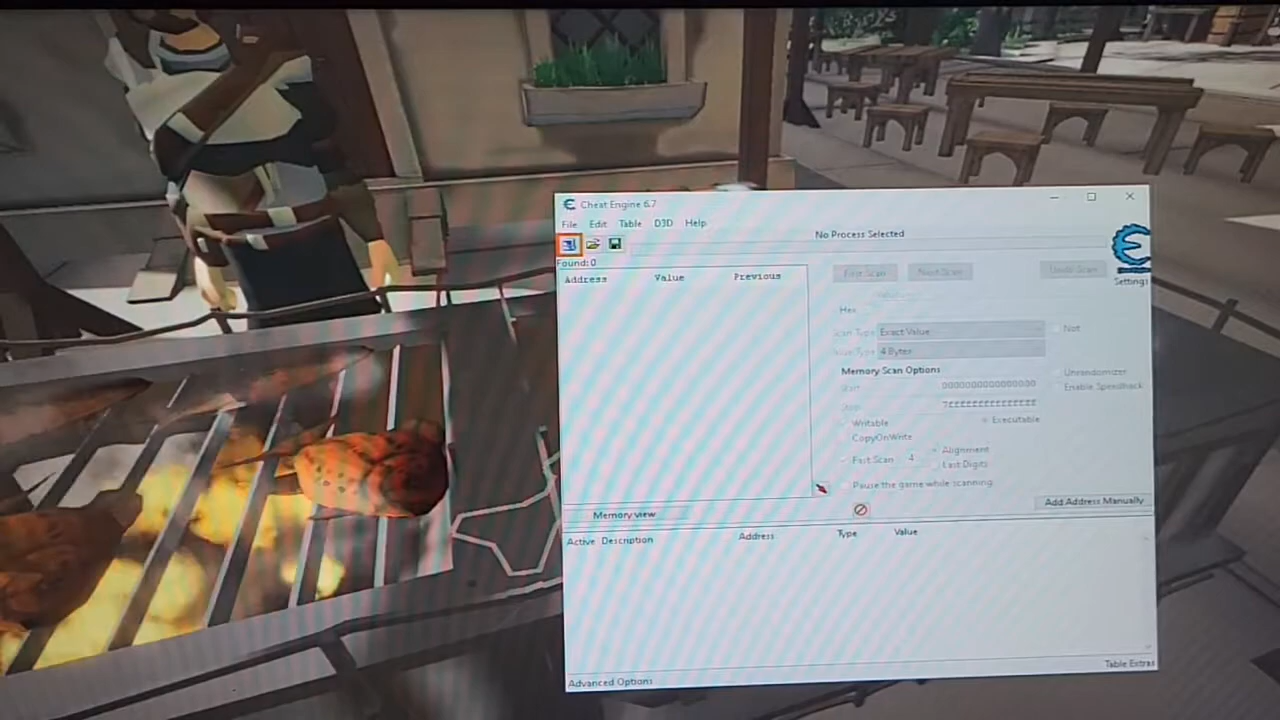 Cheat Engine 6.7
File Edit Table D3D Help
No Process Selected
Found: 0
Address Value Previous
First Scan Next Scan Undo Scan
Settings
Hex
Scan Type Exact Value Not
Value Type 4 Bytes
Memory Scan Options
Unrandomizer
Start 0000000000000000
Enable Speedhack
Stop
Writable Executable
CopyOnWrite
Fast Scan 4 Alignment
Last Digits
Pause the game while scanning
Memory view
Add Address Manually
Active Description Address Type Value
Advanced Options
Table Extras